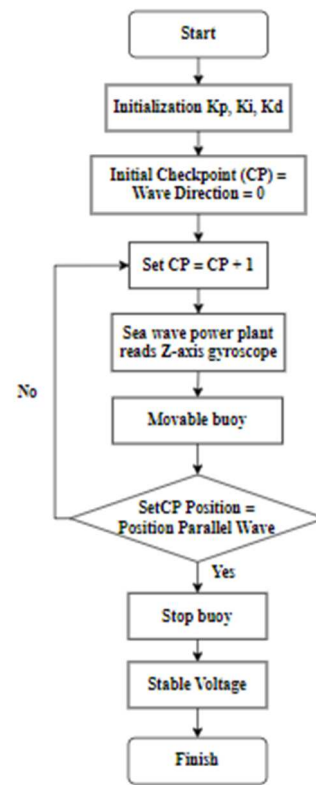 Start
Initialization Kp, Ki, Kd
Initial Checkpoint (CP) =
Wave Direction = 0
Set CP = CP + 1
Sea wave power plant
reads Z-axis gyroscope
No
Movable buoy
SetCP Position =
Position Parallel Wave
Yes
Stop buoy
Stable Voltage
Finish